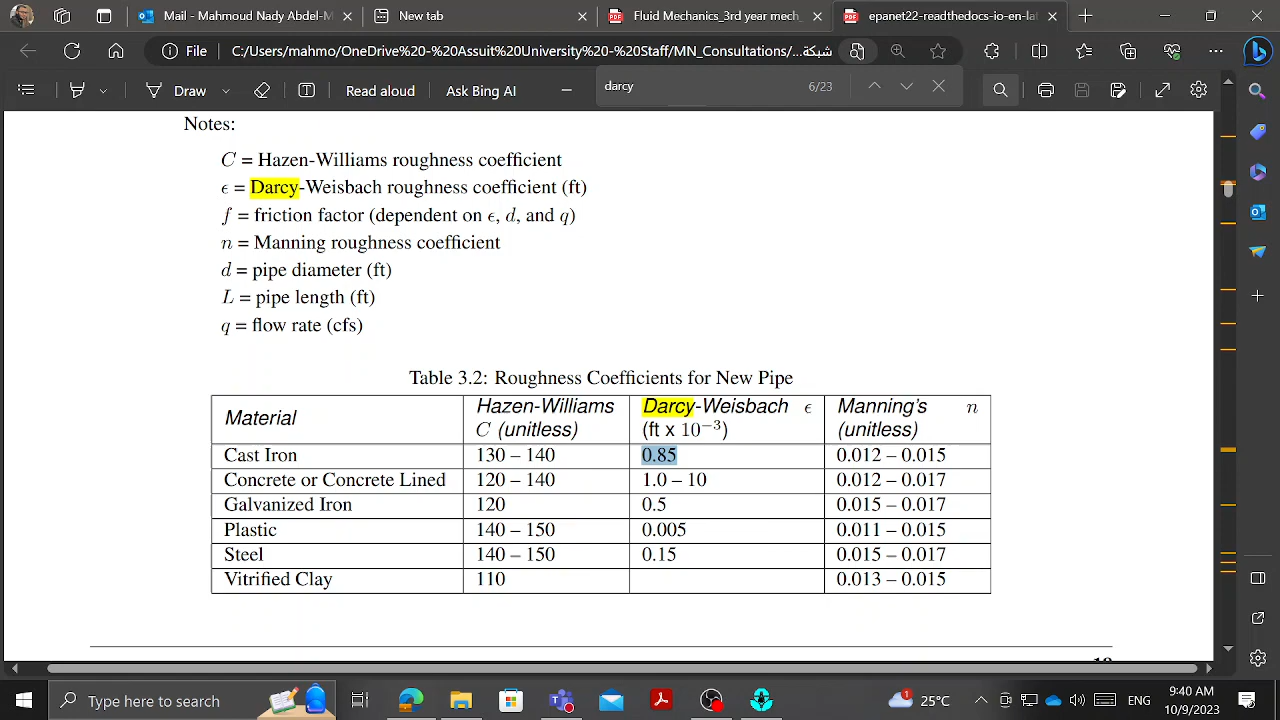 Mail - Mahmoud Nady Abdel-M
New tab
Fluid Mechanics_3rd year mech_
epanet22-readthedocs-io-en-lat
File
C:/Users/mahmo/OneDrive%20-%20Assuit%20University%20-%20Staff/MN_Consultations/...شبكة
Draw
Read aloud
Ask Bing AI
darcy
6/23
Notes:
C = Hazen-Williams roughness coefficient
ϵ = Darcy-Weisbach roughness coefficient (ft)
f = friction factor (dependent on ϵ, d, and q)
n = Manning roughness coefficient
d = pipe diameter (ft)
L = pipe length (ft)
q = flow rate (cfs)
Table 3.2: Roughness Coefficients for New Pipe
Material Hazen-Williams C (unitless) Darcy-Weisbach ϵ (ft x 10⁻³) Manning's n (unitless)
Cast Iron 130 – 140 0.85 0.012 – 0.015
Concrete or Concrete Lined 120 – 140 1.0 – 10 0.012 – 0.017
Galvanized Iron 120 0.5 0.015 – 0.017
Plastic 140 – 150 0.005 0.011 – 0.015
Steel 140 – 150 0.15 0.015 – 0.017
Vitrified Clay 110 0.013 – 0.015
Type here to search
1
25°C
ENG
9:40 AM
10/9/2023